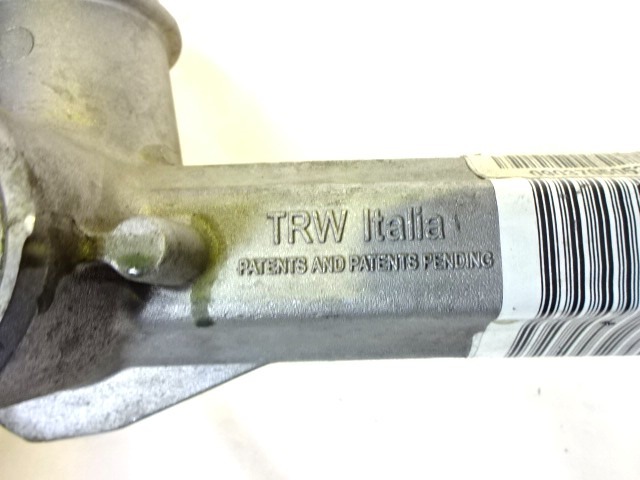 TRW Italia
PATENTS AND PATENTS PENDING